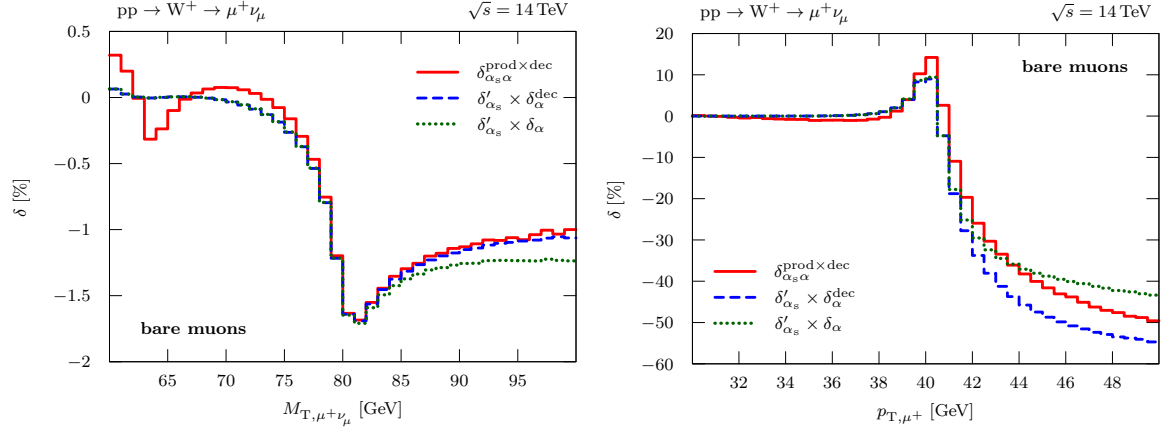 pp → W⁺ → μ⁺ν_μ √s = 14 TeV
0.5
0
−0.5
−1
−1.5
−2
δ [%]
δ^{prod×dec}_{α_sα}
δ′_{α_s} × δ^{dec}_α
δ′_{α_s} × δ_α
bare muons
65 70 75 80 85 90 95
M_{T,μ⁺ν_μ} [GeV]
pp → W⁺ → μ⁺ν_μ √s = 14 TeV
20
10
0
−10
−20
−30
−40
−50
−60
δ [%]
bare muons
δ^{prod×dec}_{α_sα}
δ′_{α_s} × δ^{dec}_α
δ′_{α_s} × δ_α
32 34 36 38 40 42 44 46 48
p_{T,μ⁺} [GeV]